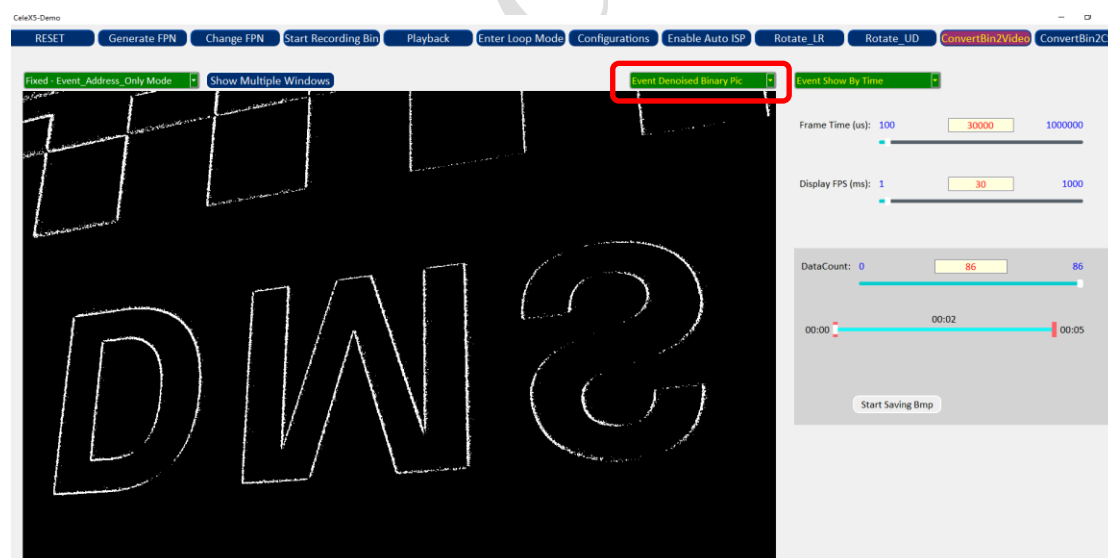 CeleX5-Demo
RESET Generate FPN Change FPN Start Recording Bin Playback Enter Loop Mode Configurations Enable Auto ISP Rotate_LR Rotate_UD ConvertBin2Video
Fixed - Event_Address_Only Mode Show Multiple Windows Event Denoised Binary Pic Event Show By Time
Frame Time (us): 100 30000 1000000
Display FPS (ms): 1 30 1000
DataCount: 0 86 86
00:02
00:00 00:05
Start Saving Bmp
DMS